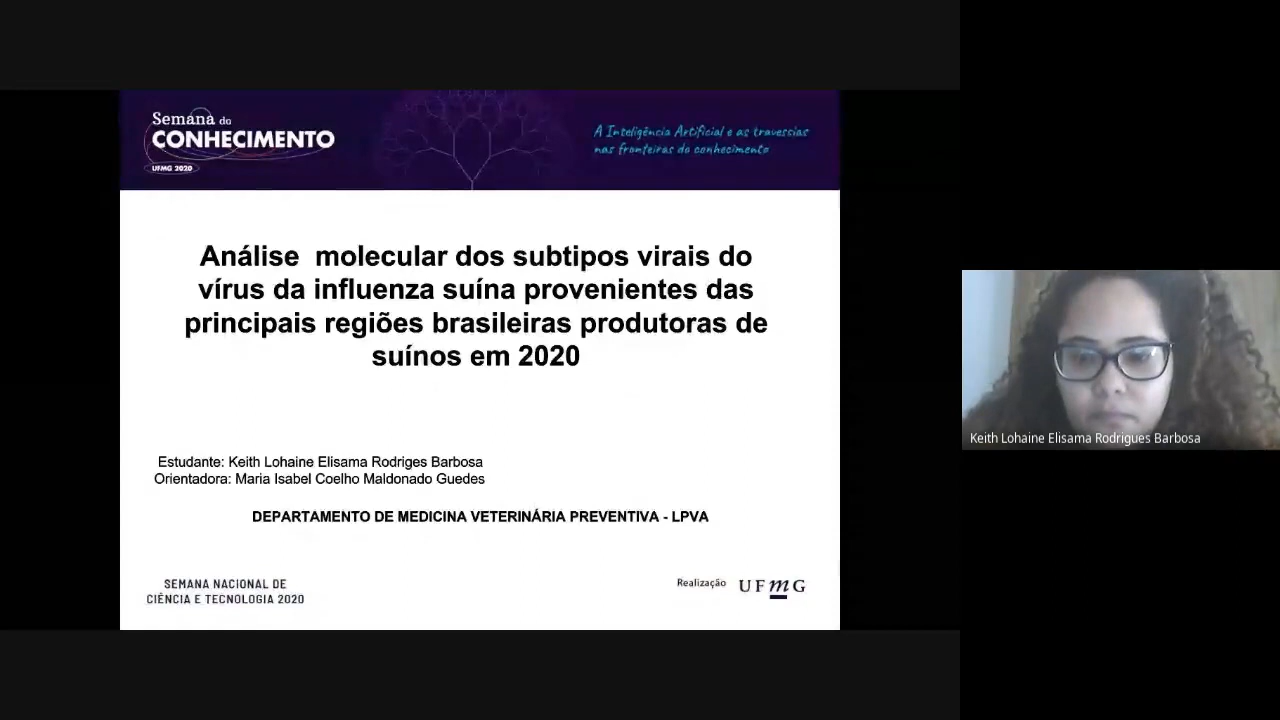 Semana do
CONHECIMENTO
UFMG 2020
A Inteligência Artificial e as travessias
nas fronteiras do conhecimento
Análise molecular dos subtipos virais do
vírus da influenza suína provenientes das
principais regiões brasileiras produtoras de
suínos em 2020
Estudante: Keith Lohaine Elisama Rodriges Barbosa
Orientadora: Maria Isabel Coelho Maldonado Guedes
DEPARTAMENTO DE MEDICINA VETERINÁRIA PREVENTIVA - LPVA
SEMANA NACIONAL DE
CIÊNCIA E TECNOLOGIA 2020
Realização UFMG
Keith Lohaine Elisama Rodrigues Barbosa